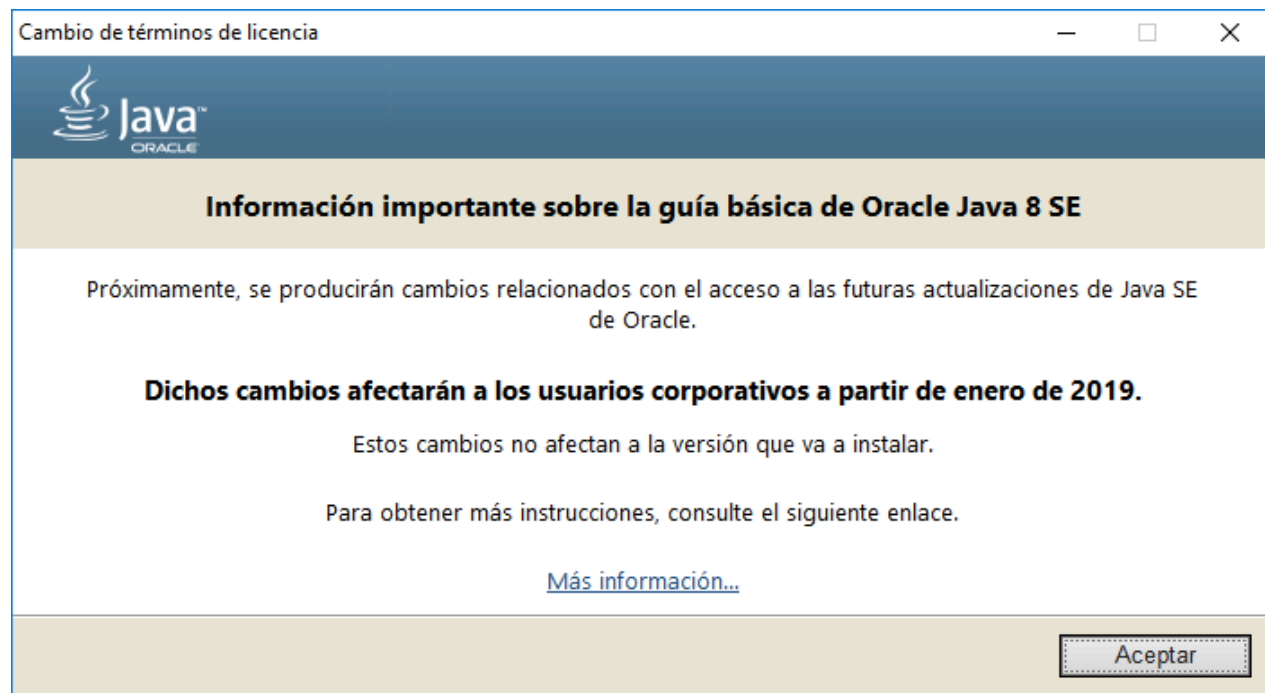 Cambio de términos de licencia
Java™
ORACLE
Información importante sobre la guía básica de Oracle Java 8 SE
Próximamente, se producirán cambios relacionados con el acceso a las futuras actualizaciones de Java SE
de Oracle.
Dichos cambios afectarán a los usuarios corporativos a partir de enero de 2019.
Estos cambios no afectan a la versión que va a instalar.
Para obtener más instrucciones, consulte el siguiente enlace.
Más información...
Aceptar